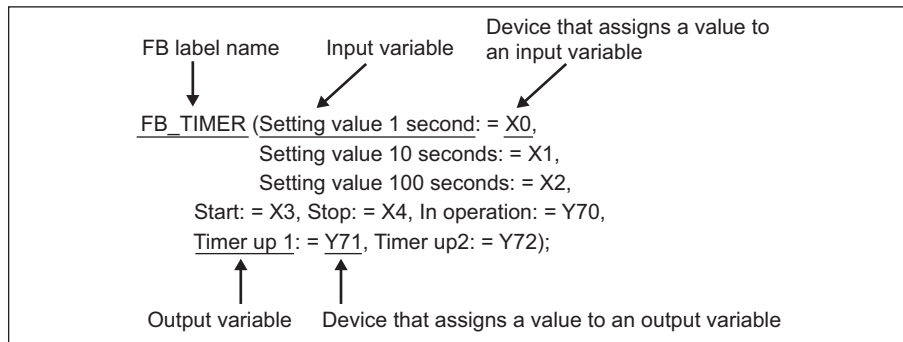 Device that assigns a value to
an input variable
FB label name
Input variable
FB_TIMER (Setting value 1 second: = X0,
Setting value 10 seconds: = X1,
Setting value 100 seconds: = X2,
Start: = X3, Stop: = X4, In operation: = Y70,
Timer up 1: = Y71, Timer up2: = Y72);
Output variable
Device that assigns a value to an output variable